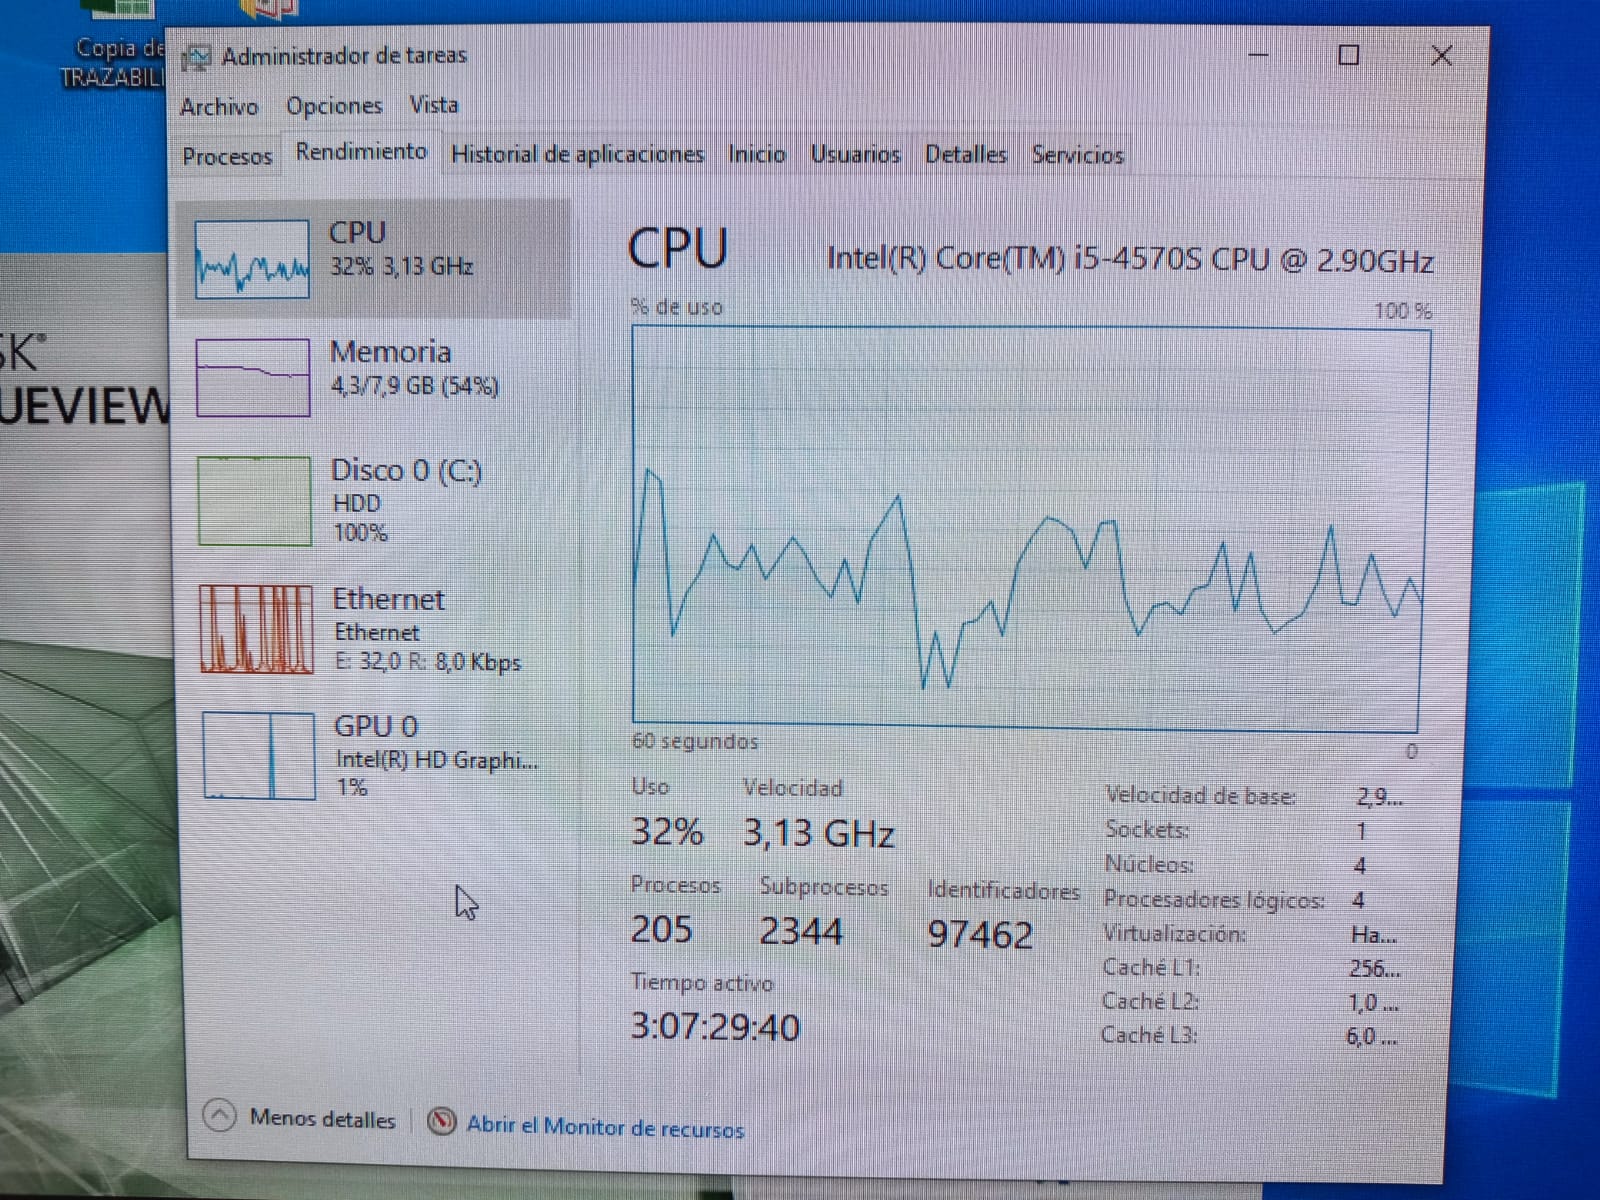 Copia de
TRAZABILI
SK®
UEVIEW
Administrador de tareas
Archivo Opciones Vista
Procesos Rendimiento Historial de aplicaciones Inicio Usuarios Detalles Servicios
CPU
32% 3,13 GHz
Memoria
4,3/7,9 GB (54%)
Disco 0 (C:)
HDD
100%
Ethernet
Ethernet
E: 32,0 R: 8,0 Kbps
GPU 0
Intel(R) HD Graphi...
1%
CPU Intel(R) Core(TM) i5-4570S CPU @ 2.90GHz
% de uso 100 %
60 segundos 0
Uso Velocidad
32% 3,13 GHz
Procesos Subprocesos Identificadores
205 2344 97462
Tiempo activo
3:07:29:40
Velocidad de base: 2,9...
Sockets: 1
Núcleos: 4
Procesadores lógicos: 4
Virtualización: Ha...
Caché L1: 256...
Caché L2: 1,0 ...
Caché L3: 6,0 ...
Menos detalles Abrir el Monitor de recursos